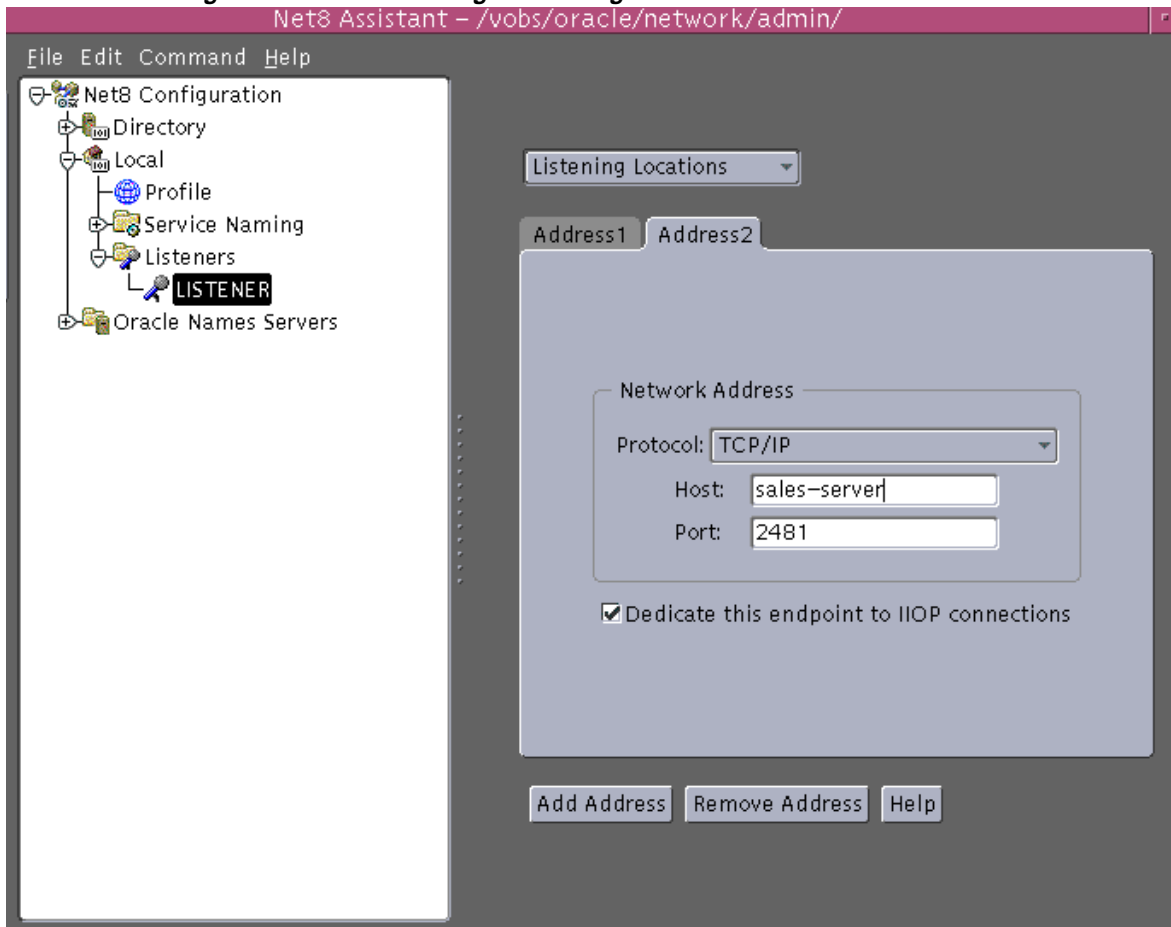 Net8 Assistant – /vobs/oracle/network/admin/
File Edit Command Help
Net8 Configuration
Directory
Local
Profile
Service Naming
Listeners
LISTENER
Oracle Names Servers
Listening Locations
Address1 Address2
Network Address
Protocol: TCP/IP
Host: sales-server
Port: 2481
Dedicate this endpoint to IIOP connections
Add Address Remove Address Help